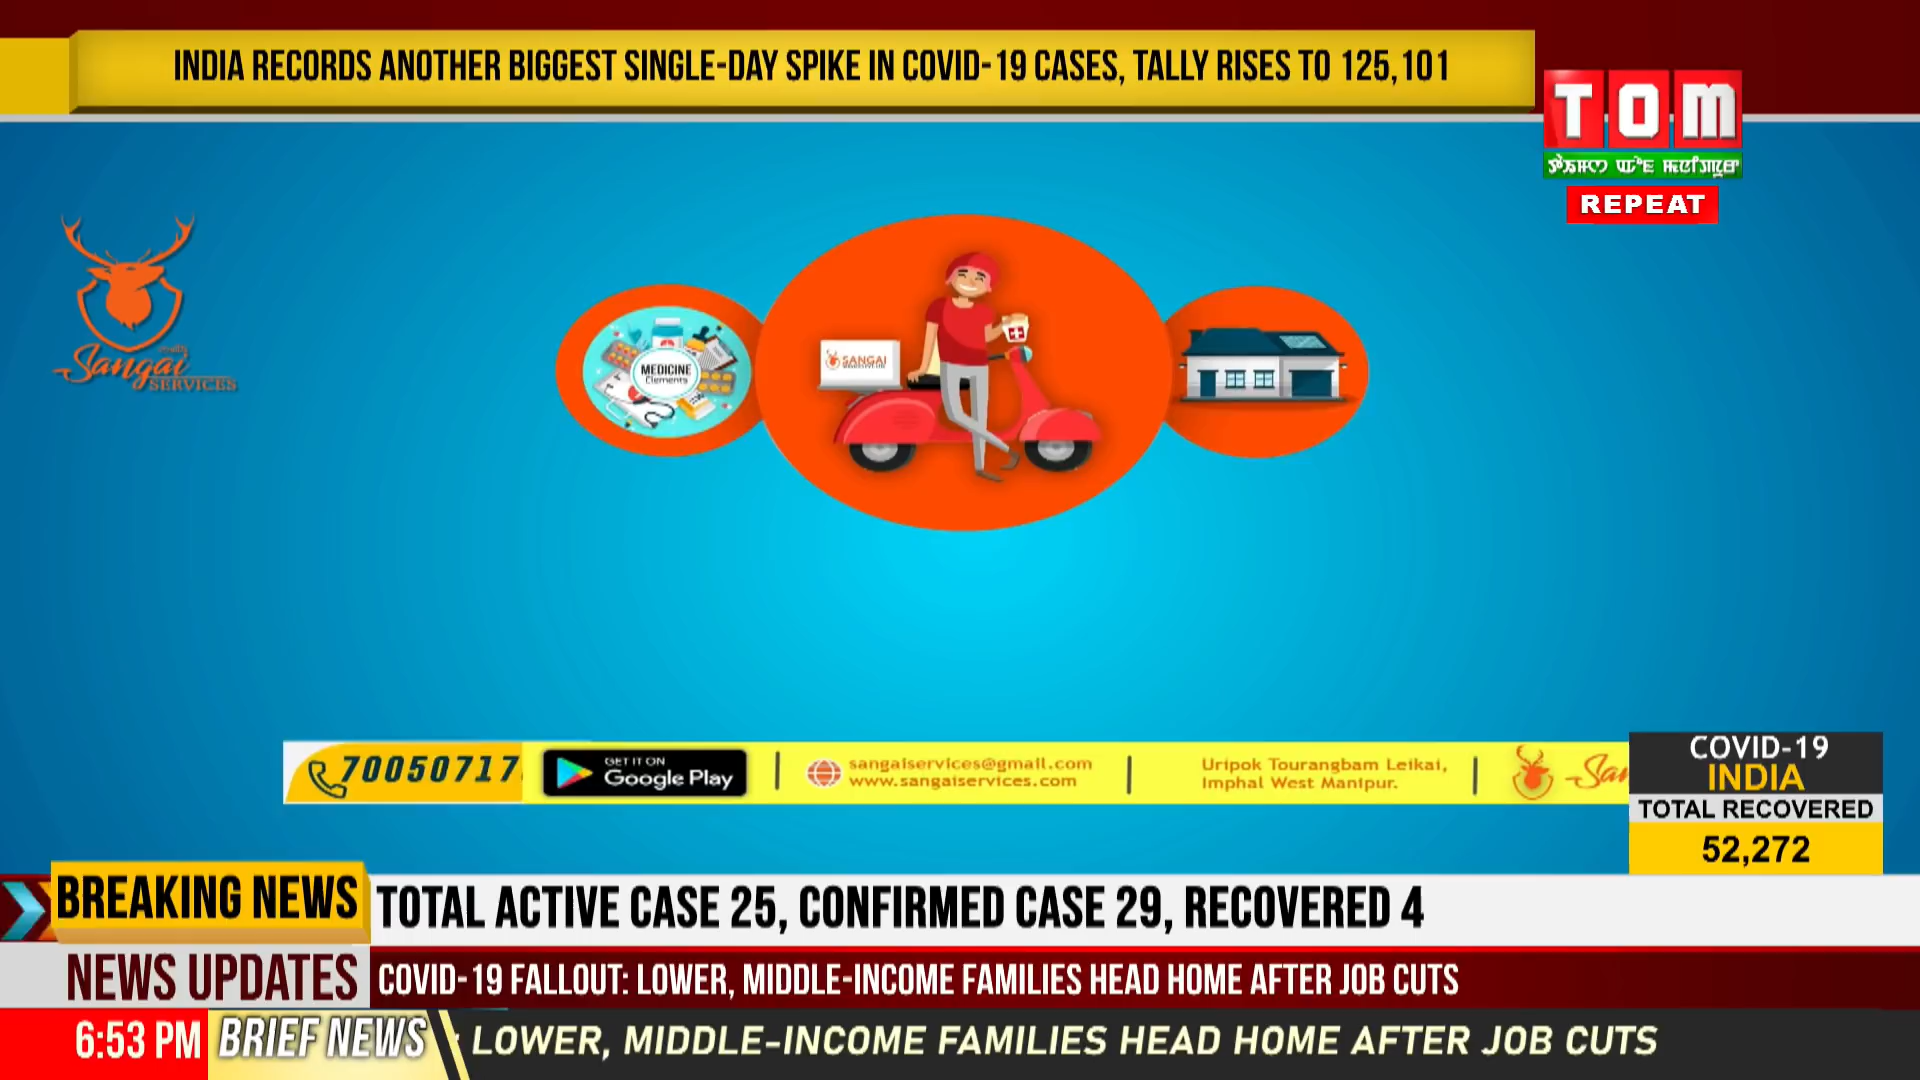 INDIA RECORDS ANOTHER BIGGEST SINGLE-DAY SPIKE IN COVID-19 CASES, TALLY RISES TO 125,101
TOM
REPEAT
Sangai
SERVICES
MEDICINE
Elements
SANGAI
70050717
GET IT ON
Google Play
sangaiservices@gmail.com
www.sangaiservices.com
Uripok Tourangbam Leikai,
Imphal West Manipur.
San
COVID-19
INDIA
TOTAL RECOVERED
52,272
BREAKING NEWS
TOTAL ACTIVE CASE 25, CONFIRMED CASE 29, RECOVERED 4
NEWS UPDATES
COVID-19 FALLOUT: LOWER, MIDDLE-INCOME FAMILIES HEAD HOME AFTER JOB CUTS
6:53 PM
BRIEF NEWS
: LOWER, MIDDLE-INCOME FAMILIES HEAD HOME AFTER JOB CUTS